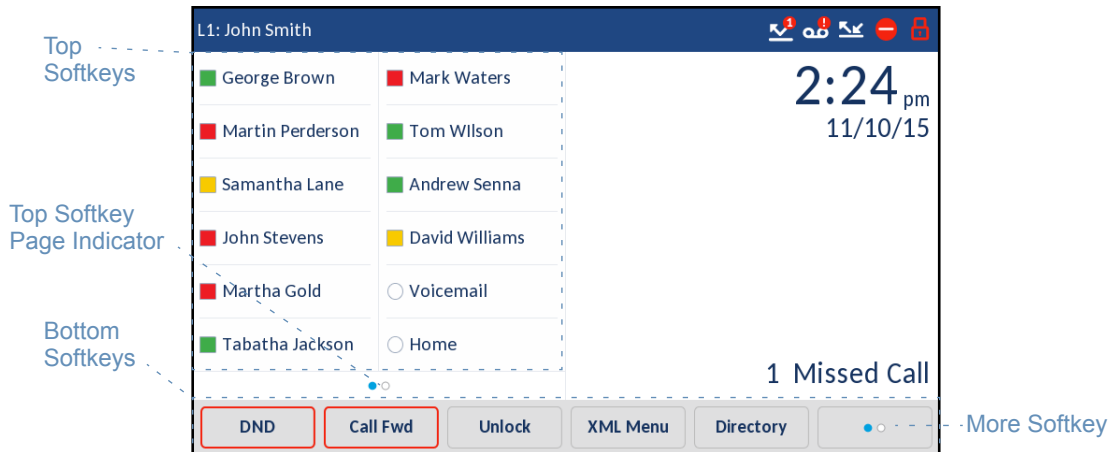 L1: John Smith
1
!
Top
Softkeys
George Brown
Mark Waters
2:24 pm
Martin Perderson
Tom WIlson
11/10/15
Samantha Lane
Andrew Senna
Top Softkey
Page Indicator
John Stevens
David Williams
Martha Gold
Voicemail
Bottom
Softkeys
Tabatha Jackson
Home
1 Missed Call
DND
Call Fwd
Unlock
XML Menu
Directory
More Softkey